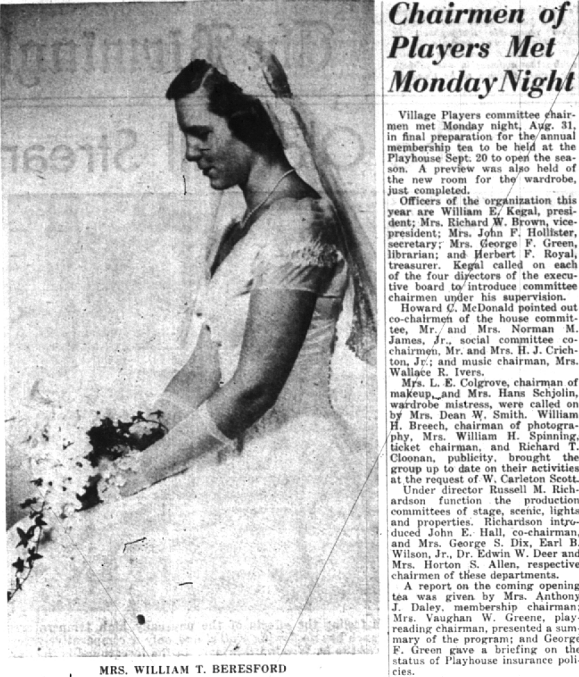 Chairmen of
Players Met
Monday Night
Village Players committee chair-
men met Monday night, Aug. 31,
in final preparation for the annual
membership tea to be held at the
Playhouse Sept. 20 to open the sea-
son. A preview was also held of
the new room for the wardrobe,
just completed.
Officers of the organization this
year are William E. Kegal, presi-
dent; Mrs. Richard W. Brown, vice-
president; Mrs. John F. Hollister,
secretary; Mrs. George F. Green,
librarian; and Herbert F. Royal,
treasurer. Kegal called on each
of the four directors of the execu-
tive board to introduce committee
chairmen under his supervision.
Howard C. McDonald pointed out
co-chairmen of the house commit-
tee, Mr. and Mrs. Norman M.
James, Jr., social committee co-
chairmen, Mr. and Mrs. H. J. Crich-
ton, Jr.; and music chairman, Mrs.
Wallace R. Ivers.
Mrs. L. E. Colgrove, chairman of
makeup, and Mrs. Hans Schjolin,
wardrobe mistress, were called on
by Mrs. Dean W. Smith. William
H. Breech, chairman of photogra-
phy, Mrs. William H. Spinning,
ticket chairman, and Richard T.
Cloonan, publicity, brought the
group up to date on their activities
at the request of W. Carleton Scott.
Under director Russell M. Rich-
ardson function the production
committees of stage, scenic, lights
and properties. Richardson intro-
duced John E. Hall, co-chairman,
and Mrs. George S. Dix, Earl B.
Wilson, Jr., Dr. Edwin W. Deer and
Mrs. Horton S. Allen, respective
chairmen of these departments.
A report on the coming opening
tea was given by Mrs. Anthony
J. Daley, membership chairman;
Mrs. Vaughan W. Greene, play-
reading chairman, presented a sum-
mary of the program; and George
F. Green gave a briefing on the
status of Playhouse insurance poli-
cies.
MRS. WILLIAM T. BERESFORD